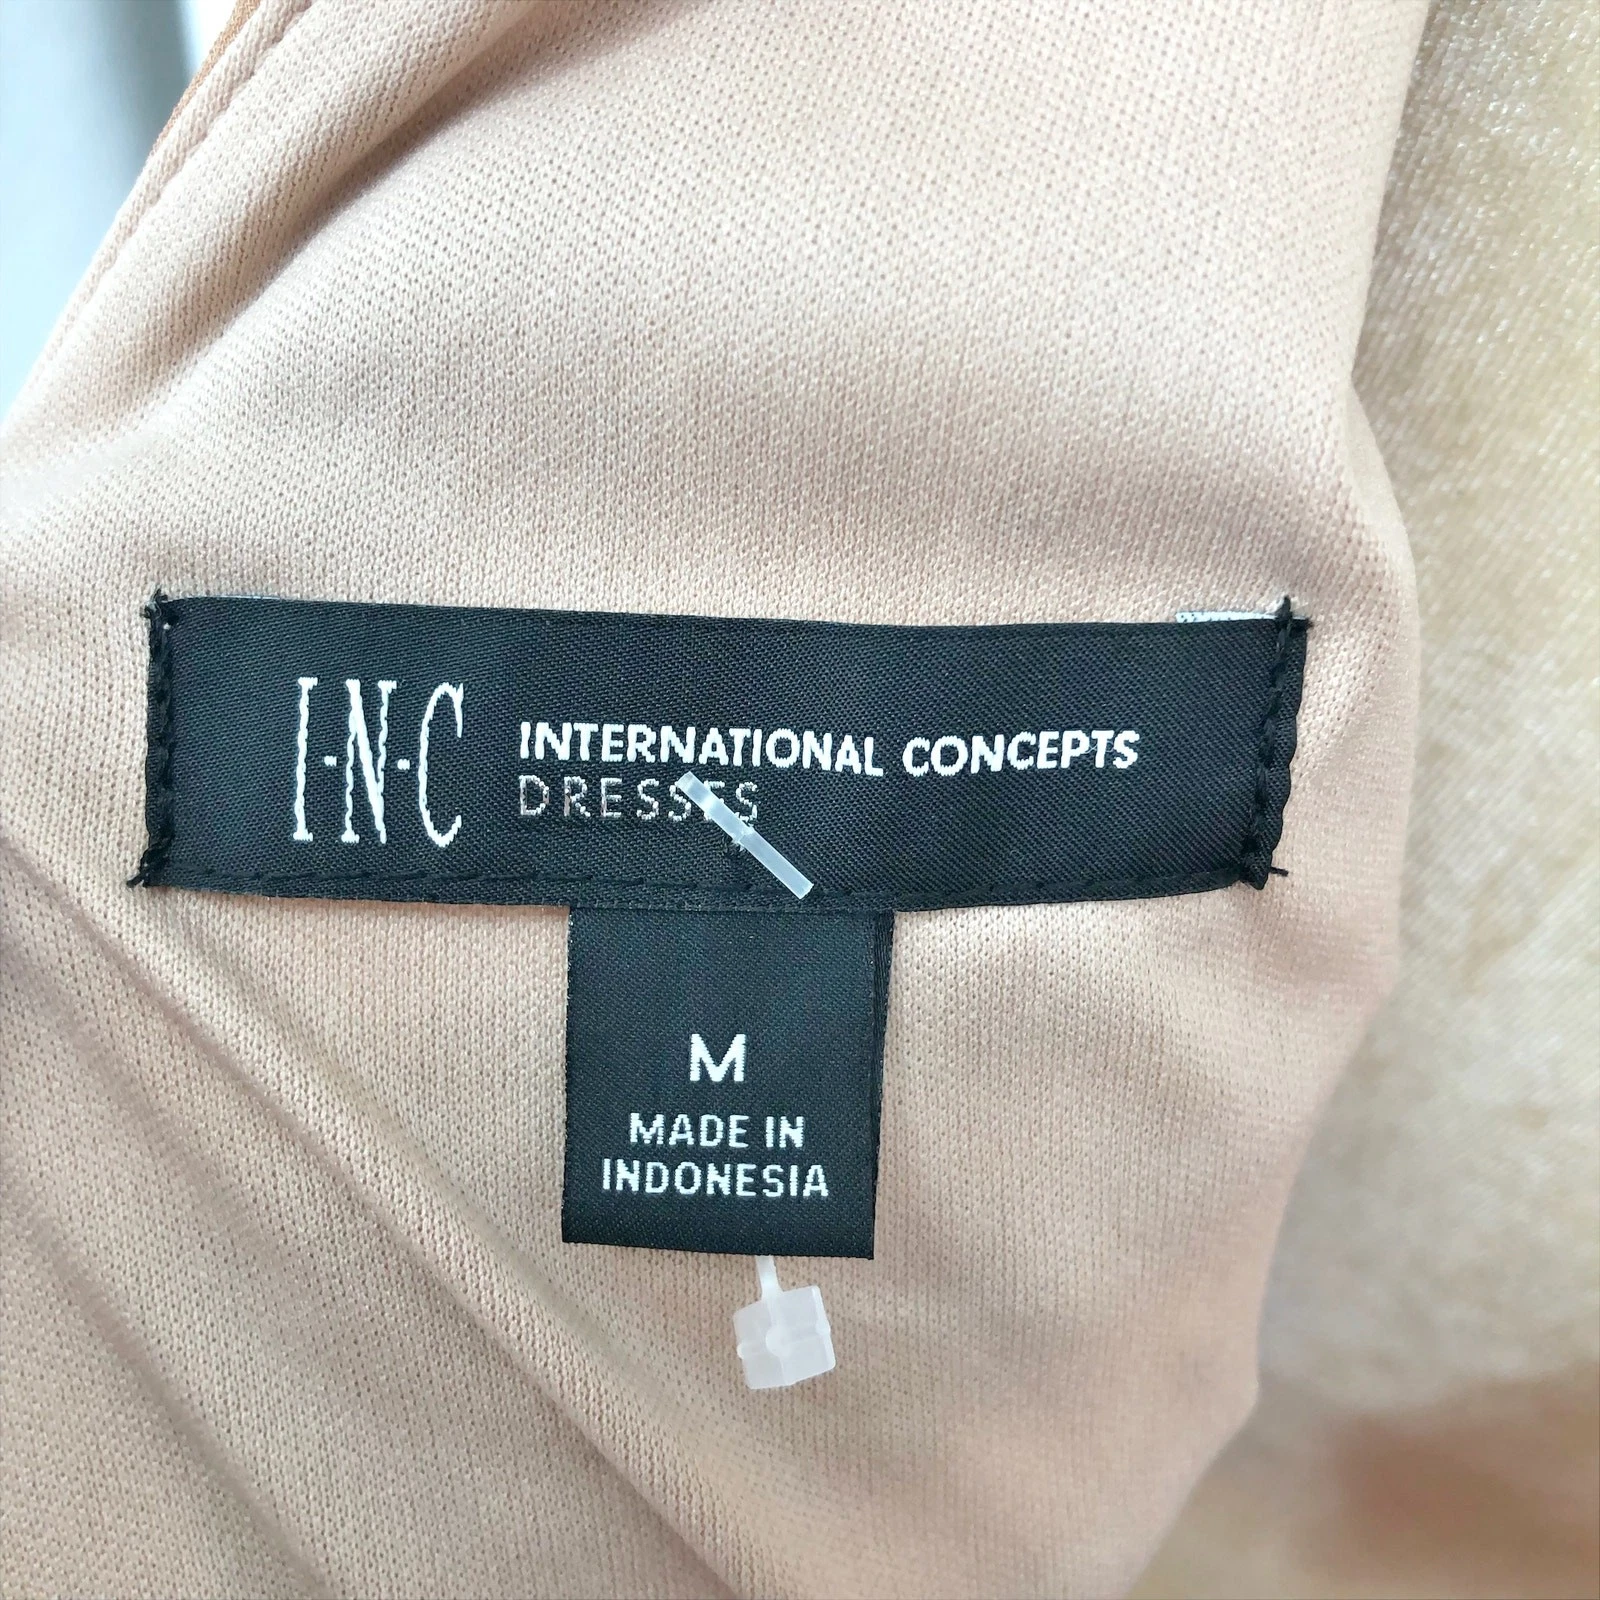 I·N·C INTERNATIONAL CONCEPTS
DRESSES
M
MADE IN
INDONESIA